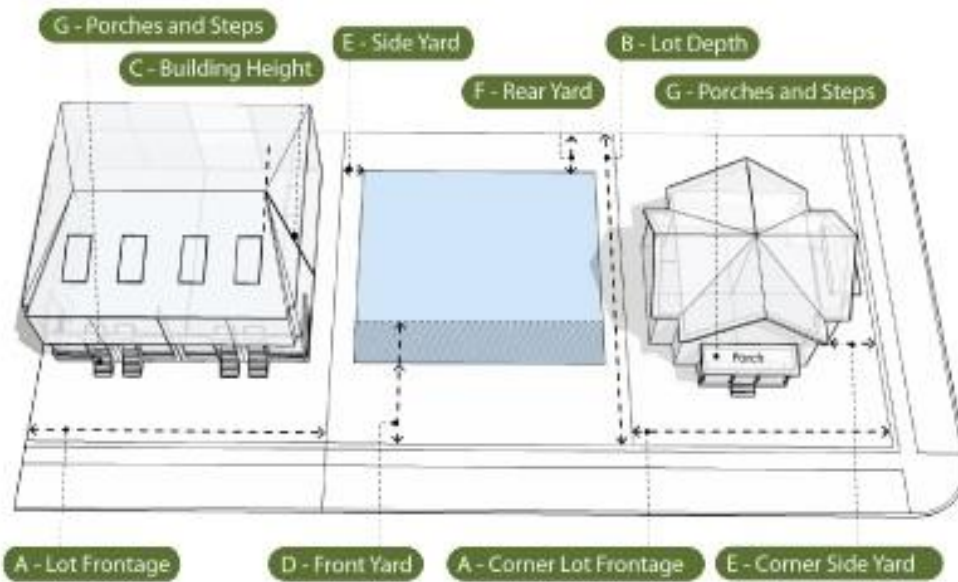 G - Porches and Steps
E - Side Yard
B - Lot Depth
C - Building Height
F - Rear Yard
G - Porches and Steps
Porch
A - Lot Frontage
D - Front Yard
A - Corner Lot Frontage
E - Corner Side Yard